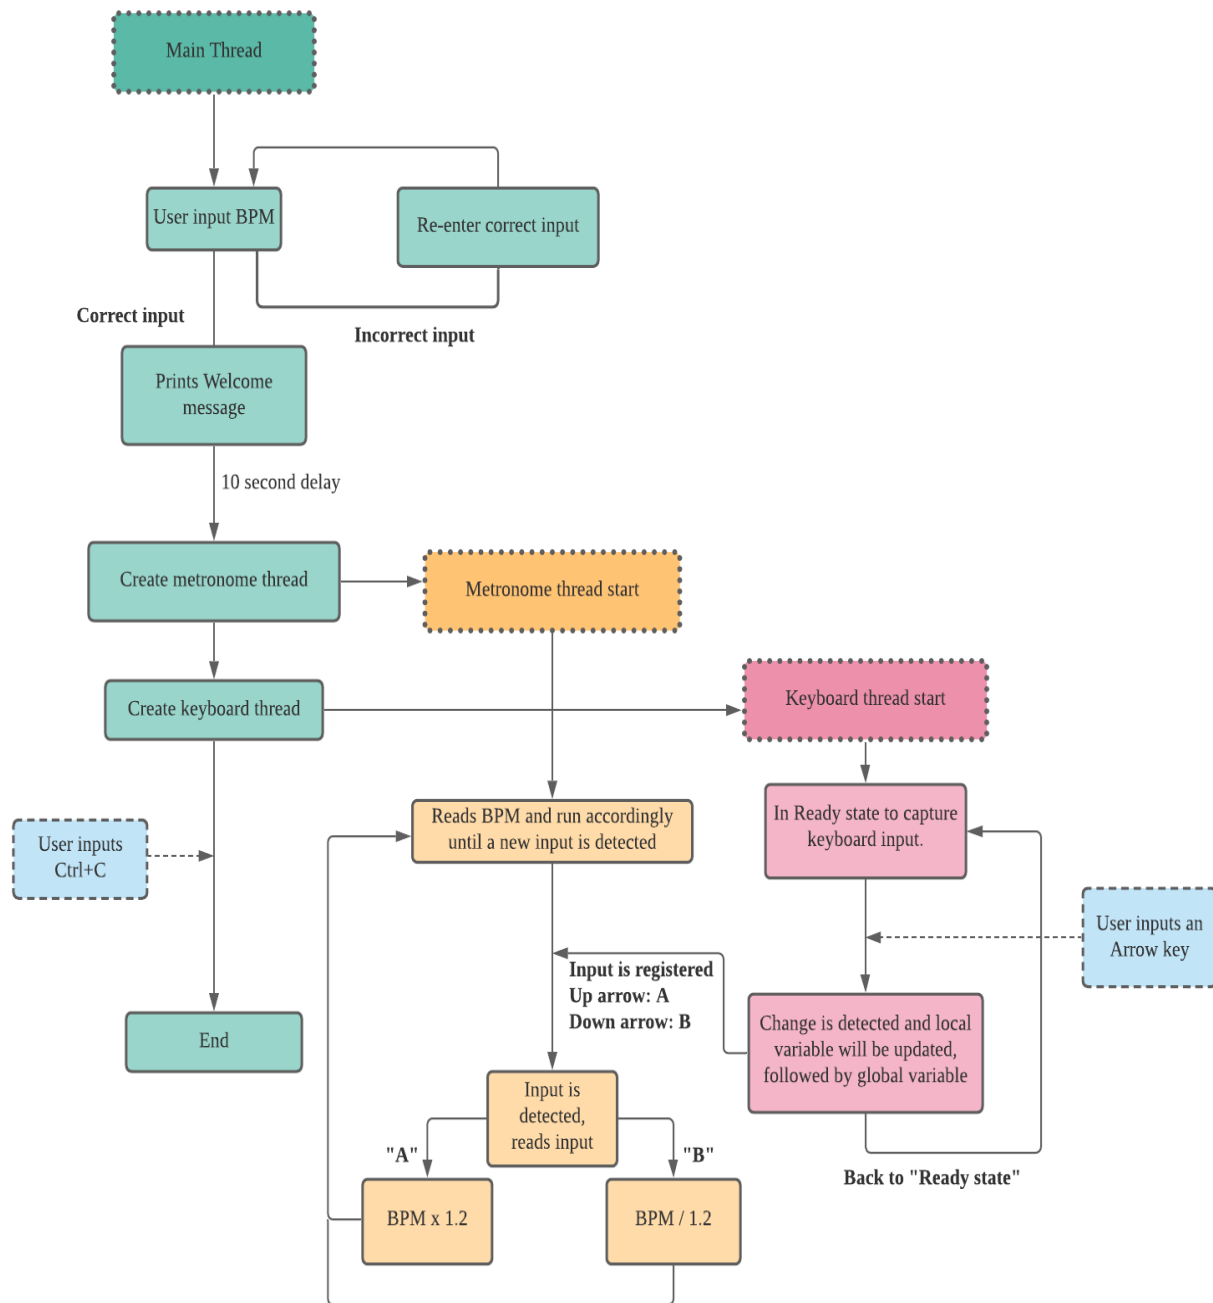 Main Thread
User input BPM
Re-enter correct input
Correct input
Incorrect input
Prints Welcome
message
10 second delay
Create metronome thread
Metronome thread start
Create keyboard thread
Keyboard thread start
Reads BPM and run accordingly
until a new input is detected
In Ready state to capture
keyboard input.
User inputs
Ctrl+C
User inputs an
Arrow key
Input is registered
Up arrow: A
Down arrow: B
Change is detected and local
variable will be updated,
followed by global variable
End
Input is
detected,
reads input
"A"
"B"
Back to "Ready state"
BPM x 1.2
BPM / 1.2